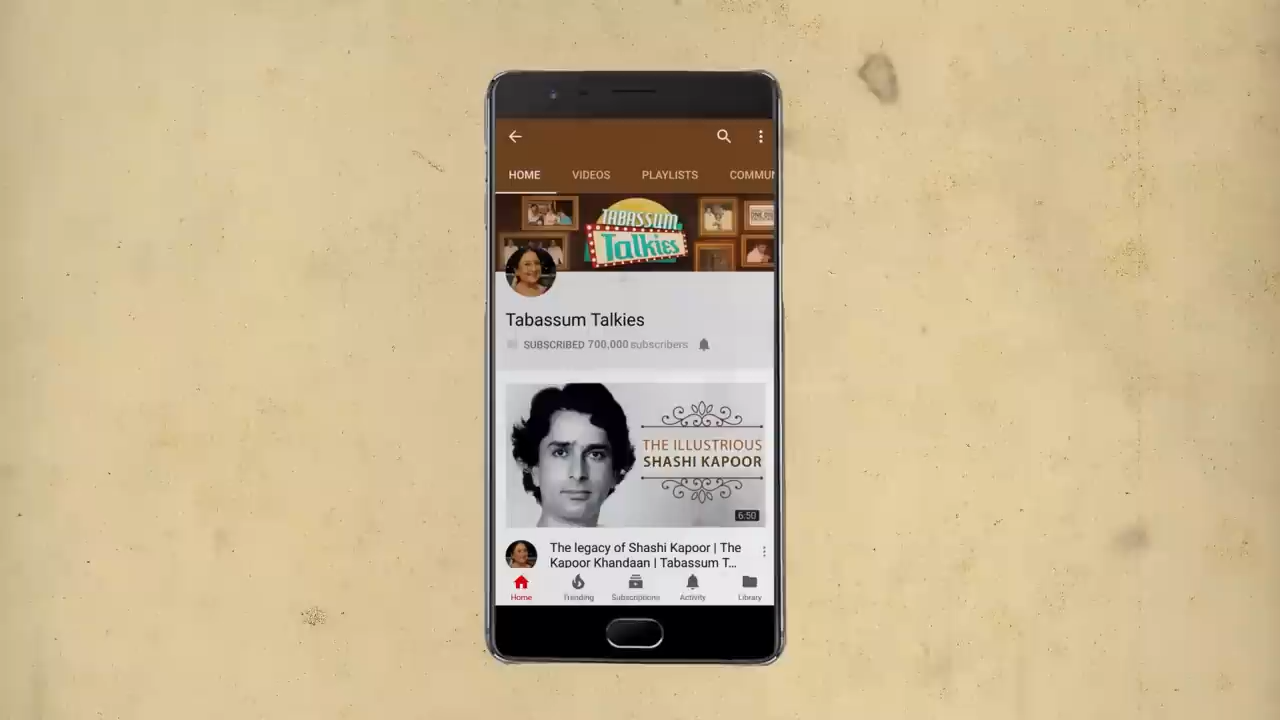 HOME VIDEOS PLAYLISTS COMMUN
TABASSUM
Talkies
Tabassum Talkies
SUBSCRIBED 700,000 subscribers
THE ILLUSTRIOUS
SHASHI KAPOOR
6:50
The legacy of Shashi Kapoor | The
Kapoor Khandaan | Tabassum T...
Home Trending Subscriptions Activity Library